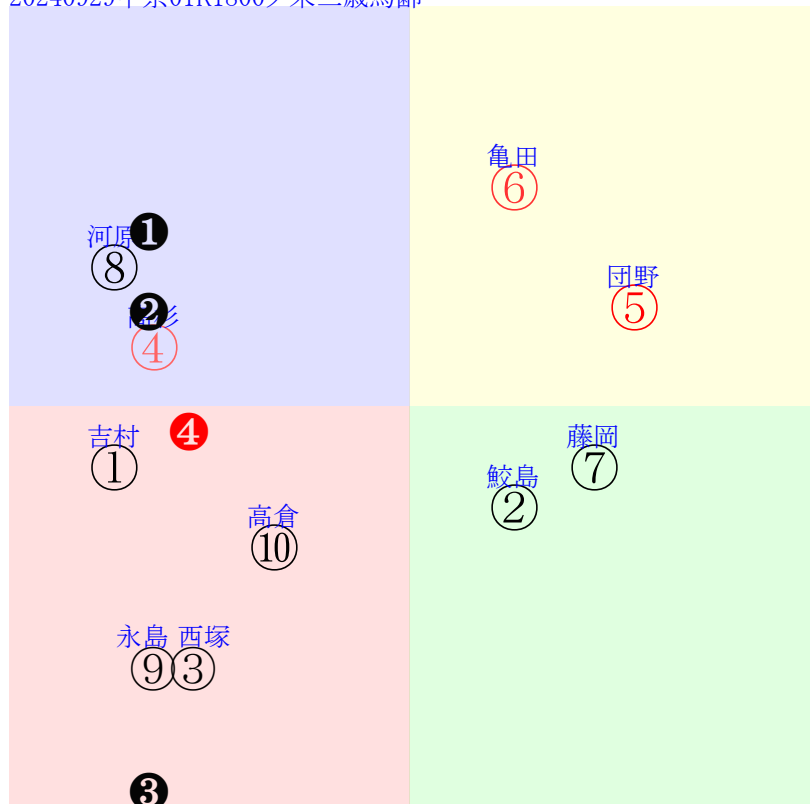 亀田
⑥
河原
❶
⑧
団野
⑤
❷
④
吉村
❹
①
藤岡
⑦
鮫島
②
高倉
⑩
永島 西塚
⑨③
❸